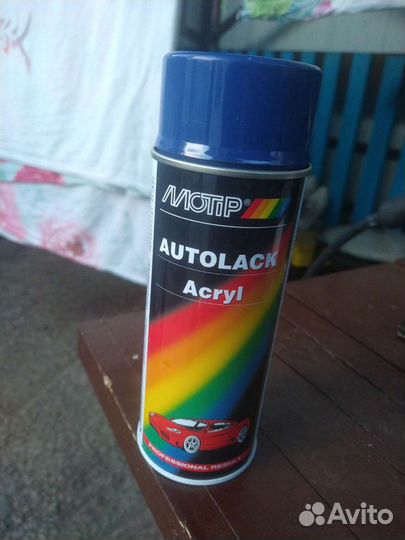 MOTIP®
AUTOLACK
Acryl
PROFESSIONAL RESULT
Avito